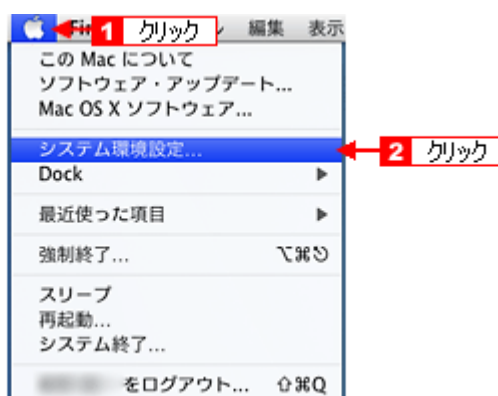 1 クリック 編集 表示
この Mac について
ソフトウェア・アップデート...
Mac OS X ソフトウェア...
システム環境設定... 2 クリック
Dock ▶
最近使った項目 ▶
強制終了... ⌥⌘⎋
スリープ
再起動...
システム終了...
をログアウト... ⇧⌘Q